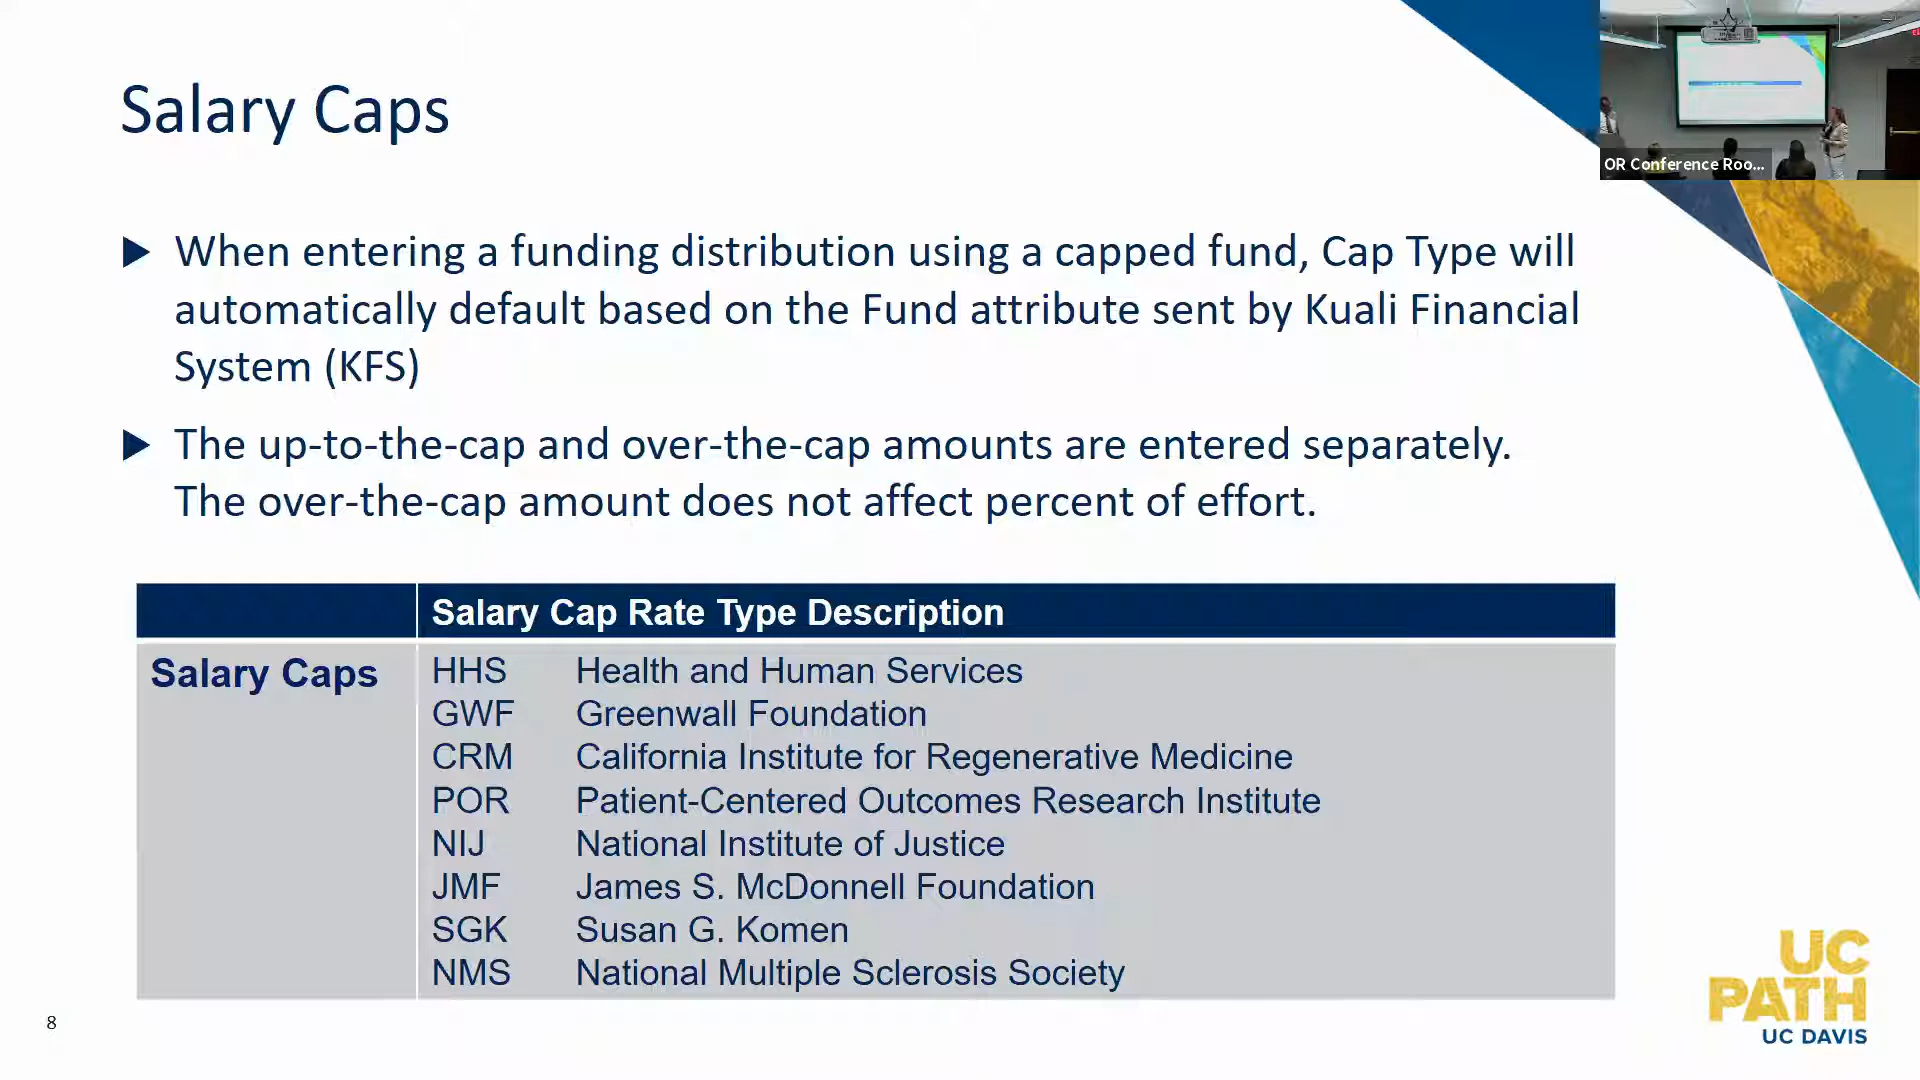 Salary Caps
OR Conference Roo...
When entering a funding distribution using a capped fund, Cap Type will
automatically default based on the Fund attribute sent by Kuali Financial
System (KFS)
The up-to-the-cap and over-the-cap amounts are entered separately.
The over-the-cap amount does not affect percent of effort.
Salary Cap Rate Type Description
Salary Caps
HHS Health and Human Services
GWF Greenwall Foundation
CRM California Institute for Regenerative Medicine
POR Patient-Centered Outcomes Research Institute
NIJ National Institute of Justice
JMF James S. McDonnell Foundation
SGK Susan G. Komen
NMS National Multiple Sclerosis Society
8
UC
PATH
UC DAVIS